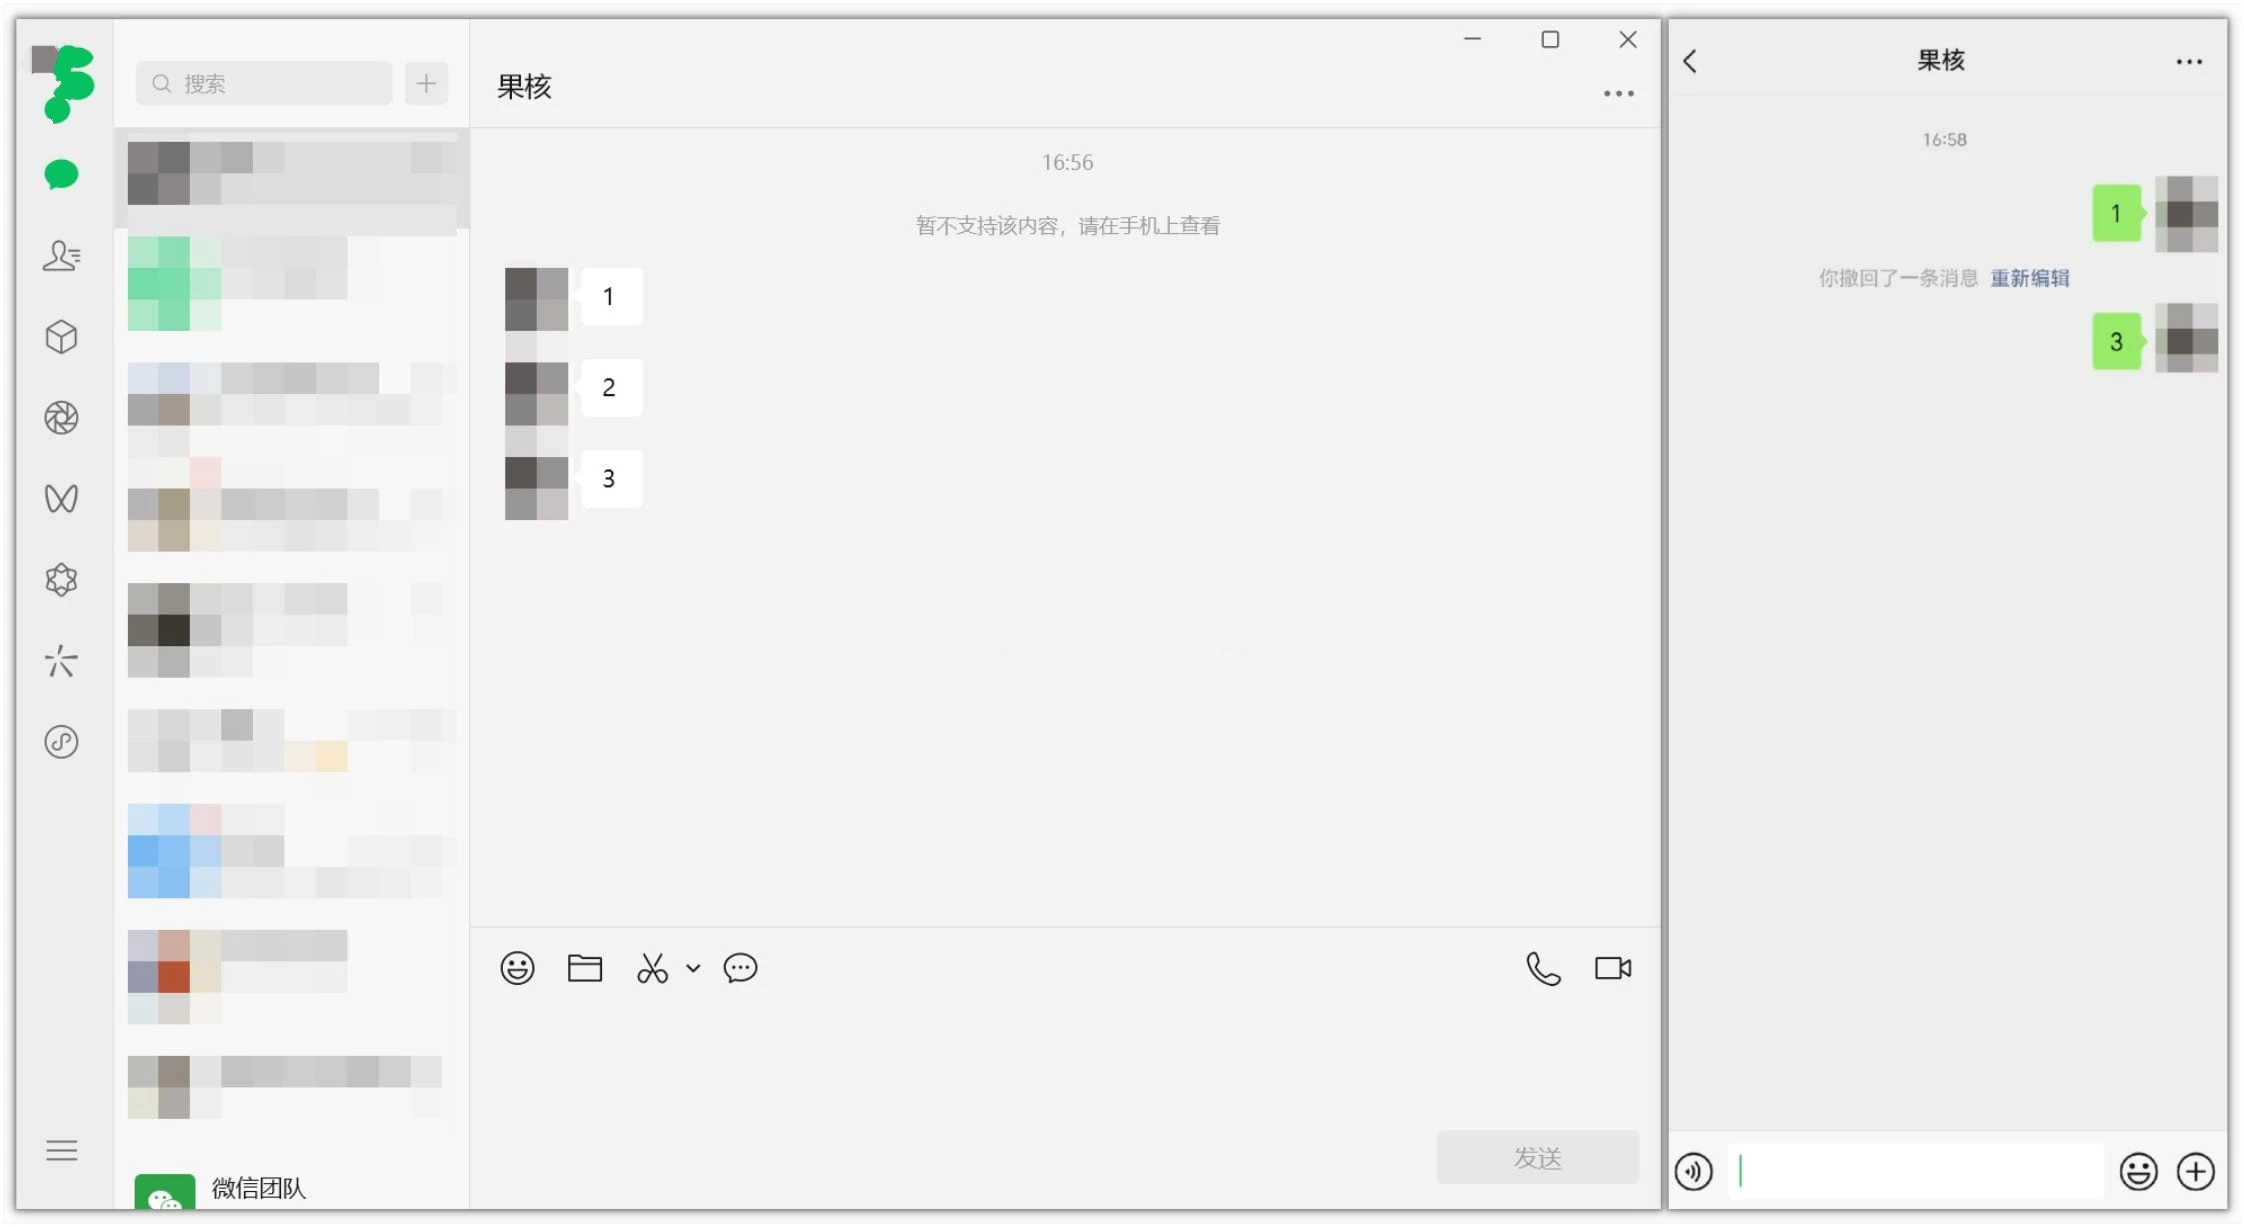 搜索
果核
16:56
暂不支持该内容，请在手机上查看
1
2
3
发送
微信团队
果核
16:58
1
你撤回了一条消息 重新编辑
3